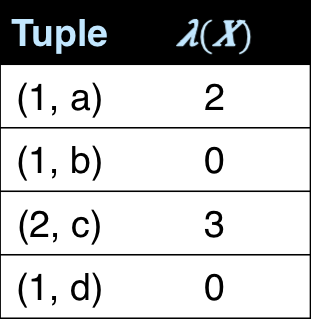 Tuple λ(X)
(1, a) 2
(1, b) 0
(2, c) 3
(1, d) 0